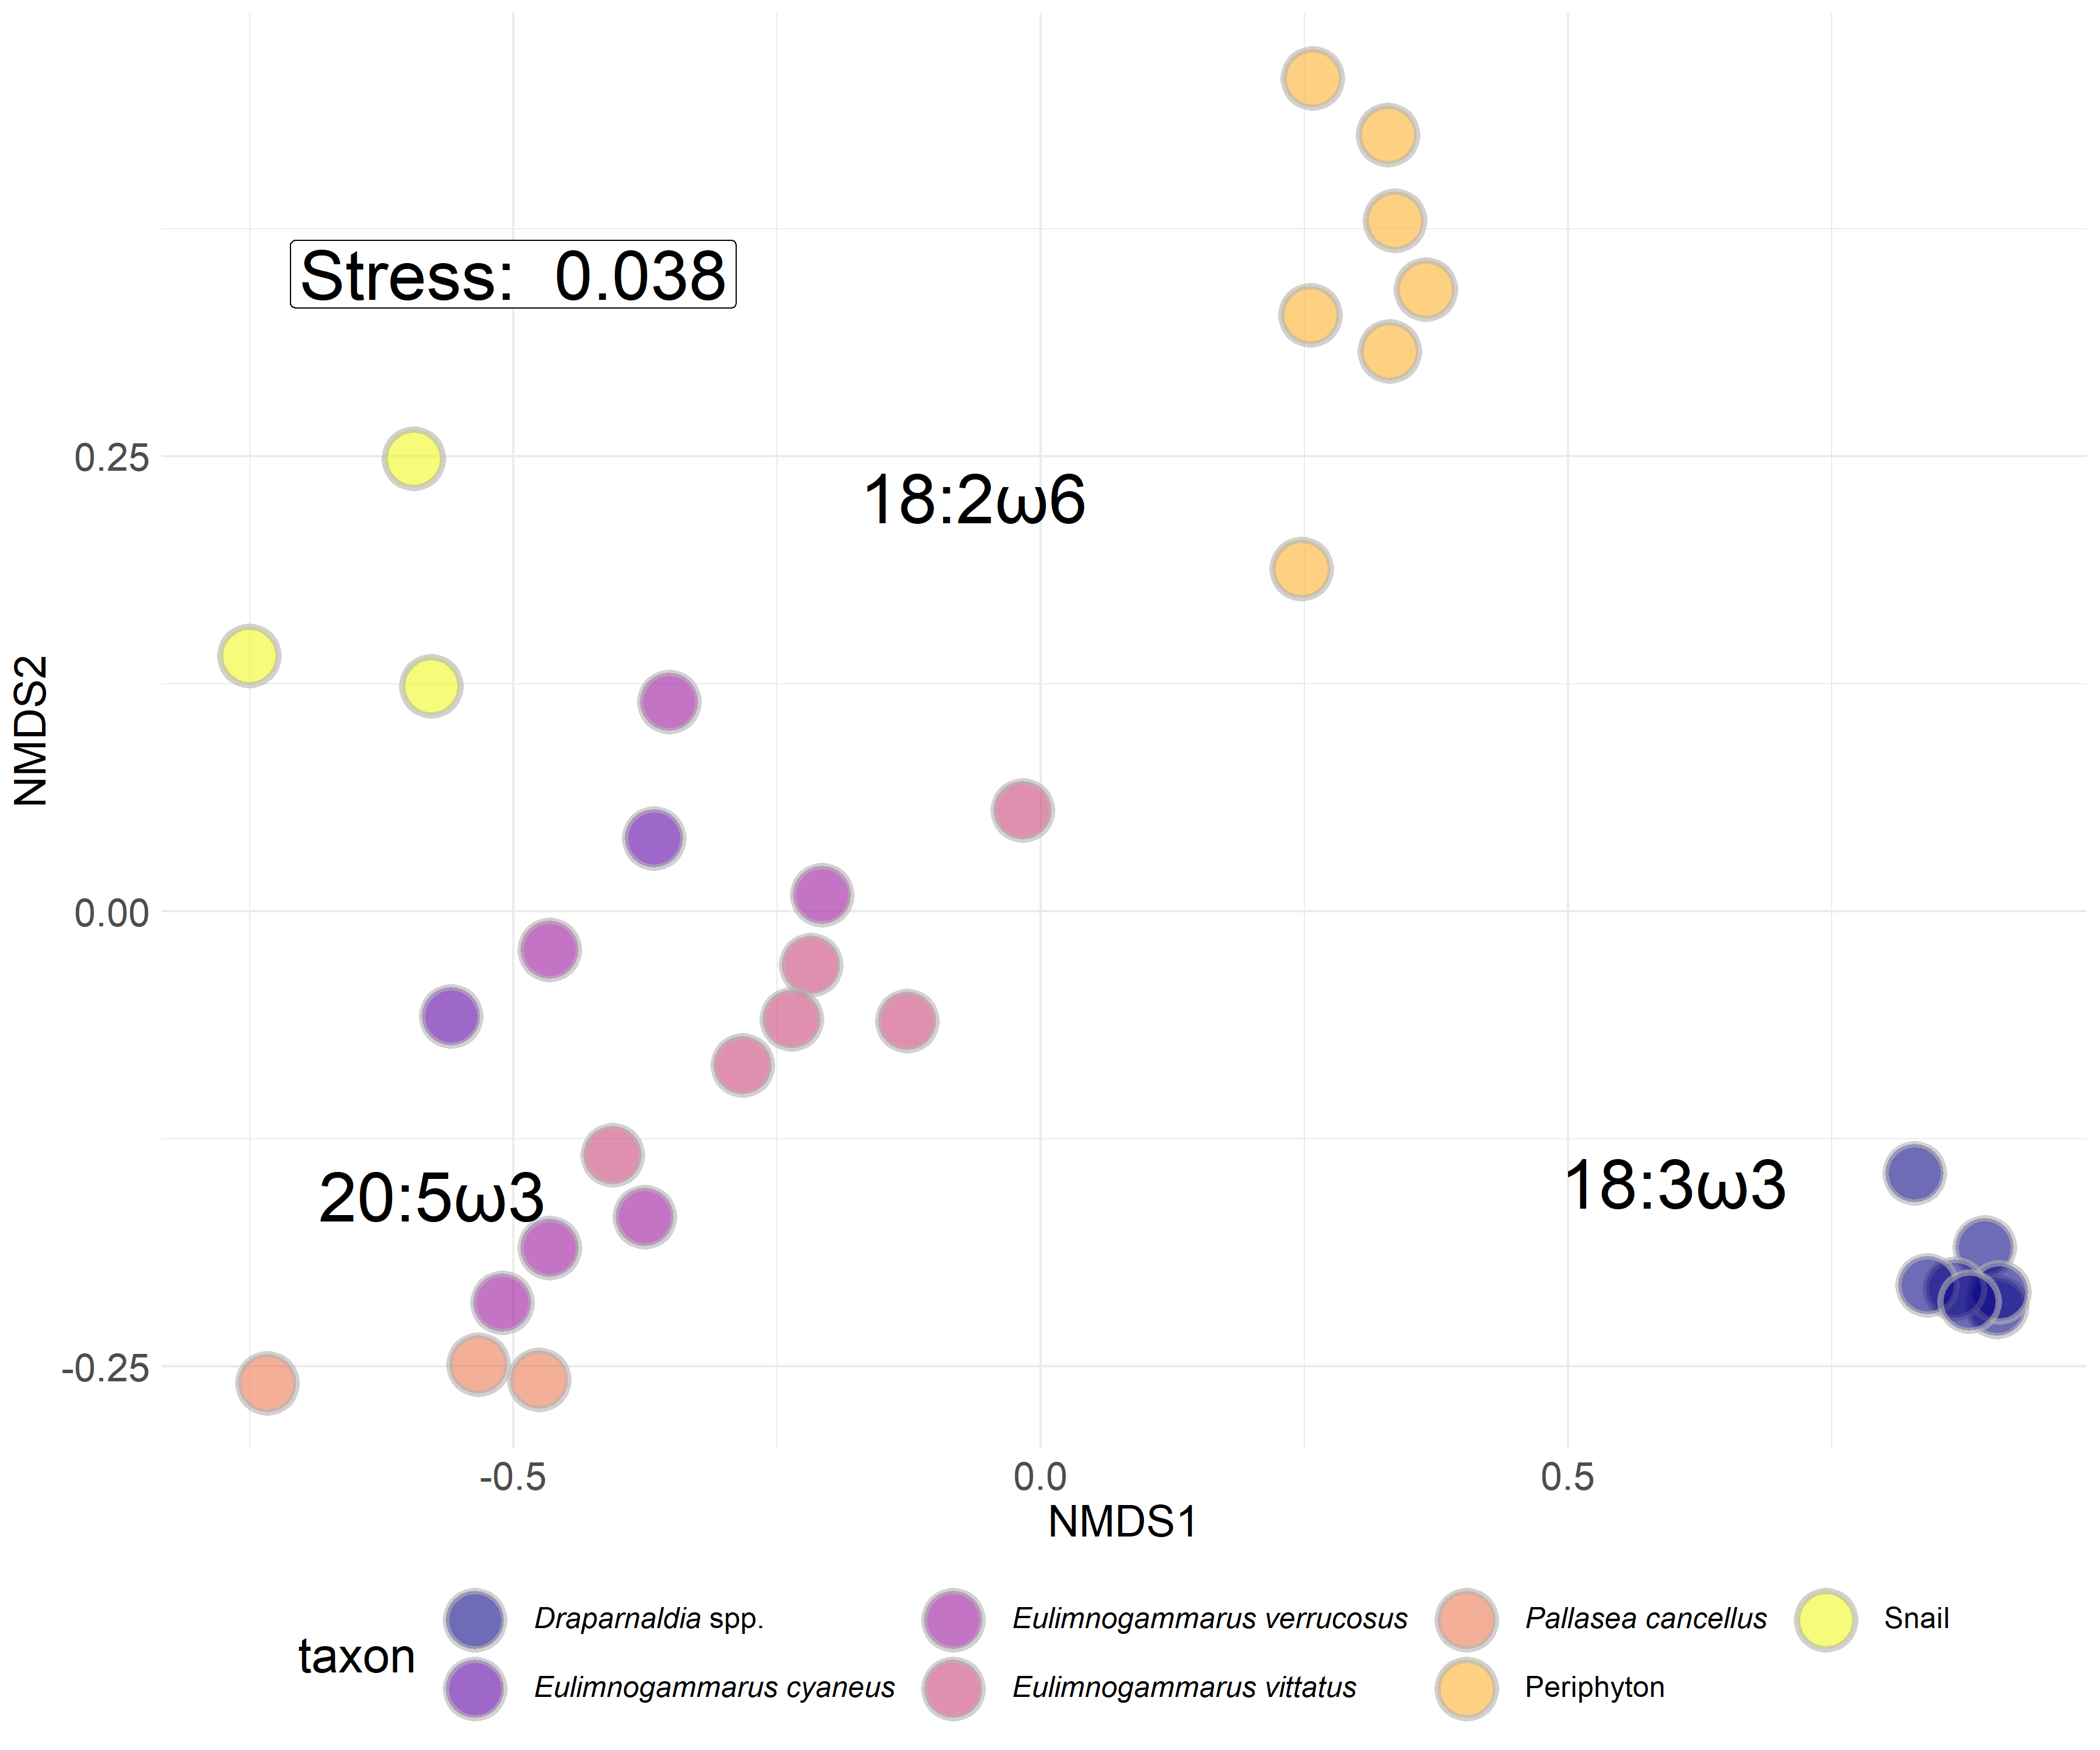 Stress:  0.038
0.25
18:2ω6
NMDS2
0.00
20:5ω3
18:3ω3
-0.25
-0.5
0.0
0.5
NMDS1
taxon
Draparnaldia spp.
Eulimnogammarus verrucosus
Pallasea cancellus
Snail
Eulimnogammarus cyaneus
Eulimnogammarus vittatus
Periphyton